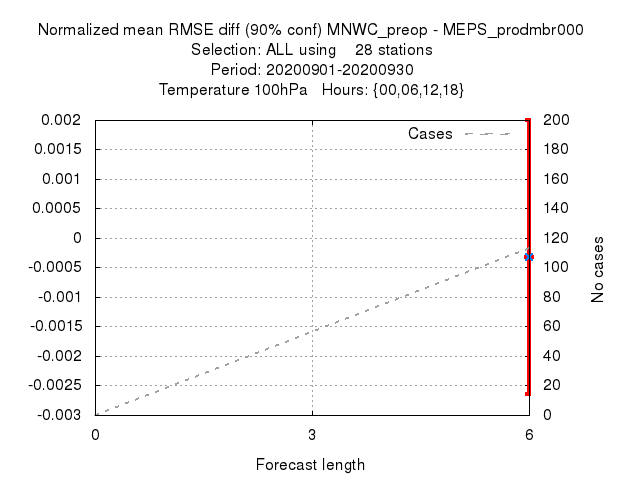 Normalized mean RMSE diff (90% conf) MNWC_preop - MEPS_prodmbr000
Selection: ALL using    28 stations
Period: 20200901-20200930
Temperature 100hPa   Hours: {00,06,12,18}
Cases
0.002
0.0015
0.001
0.0005
0
-0.0005
-0.001
-0.0015
-0.002
-0.0025
-0.003
200
180
160
140
120
100
80
60
40
20
0
No cases
0 3 6
Forecast length